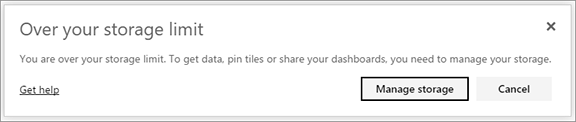 Over your storage limit
You are over your storage limit. To get data, pin tiles or share your dashboards, you need to manage your storage.
Get help
Manage storage
Cancel